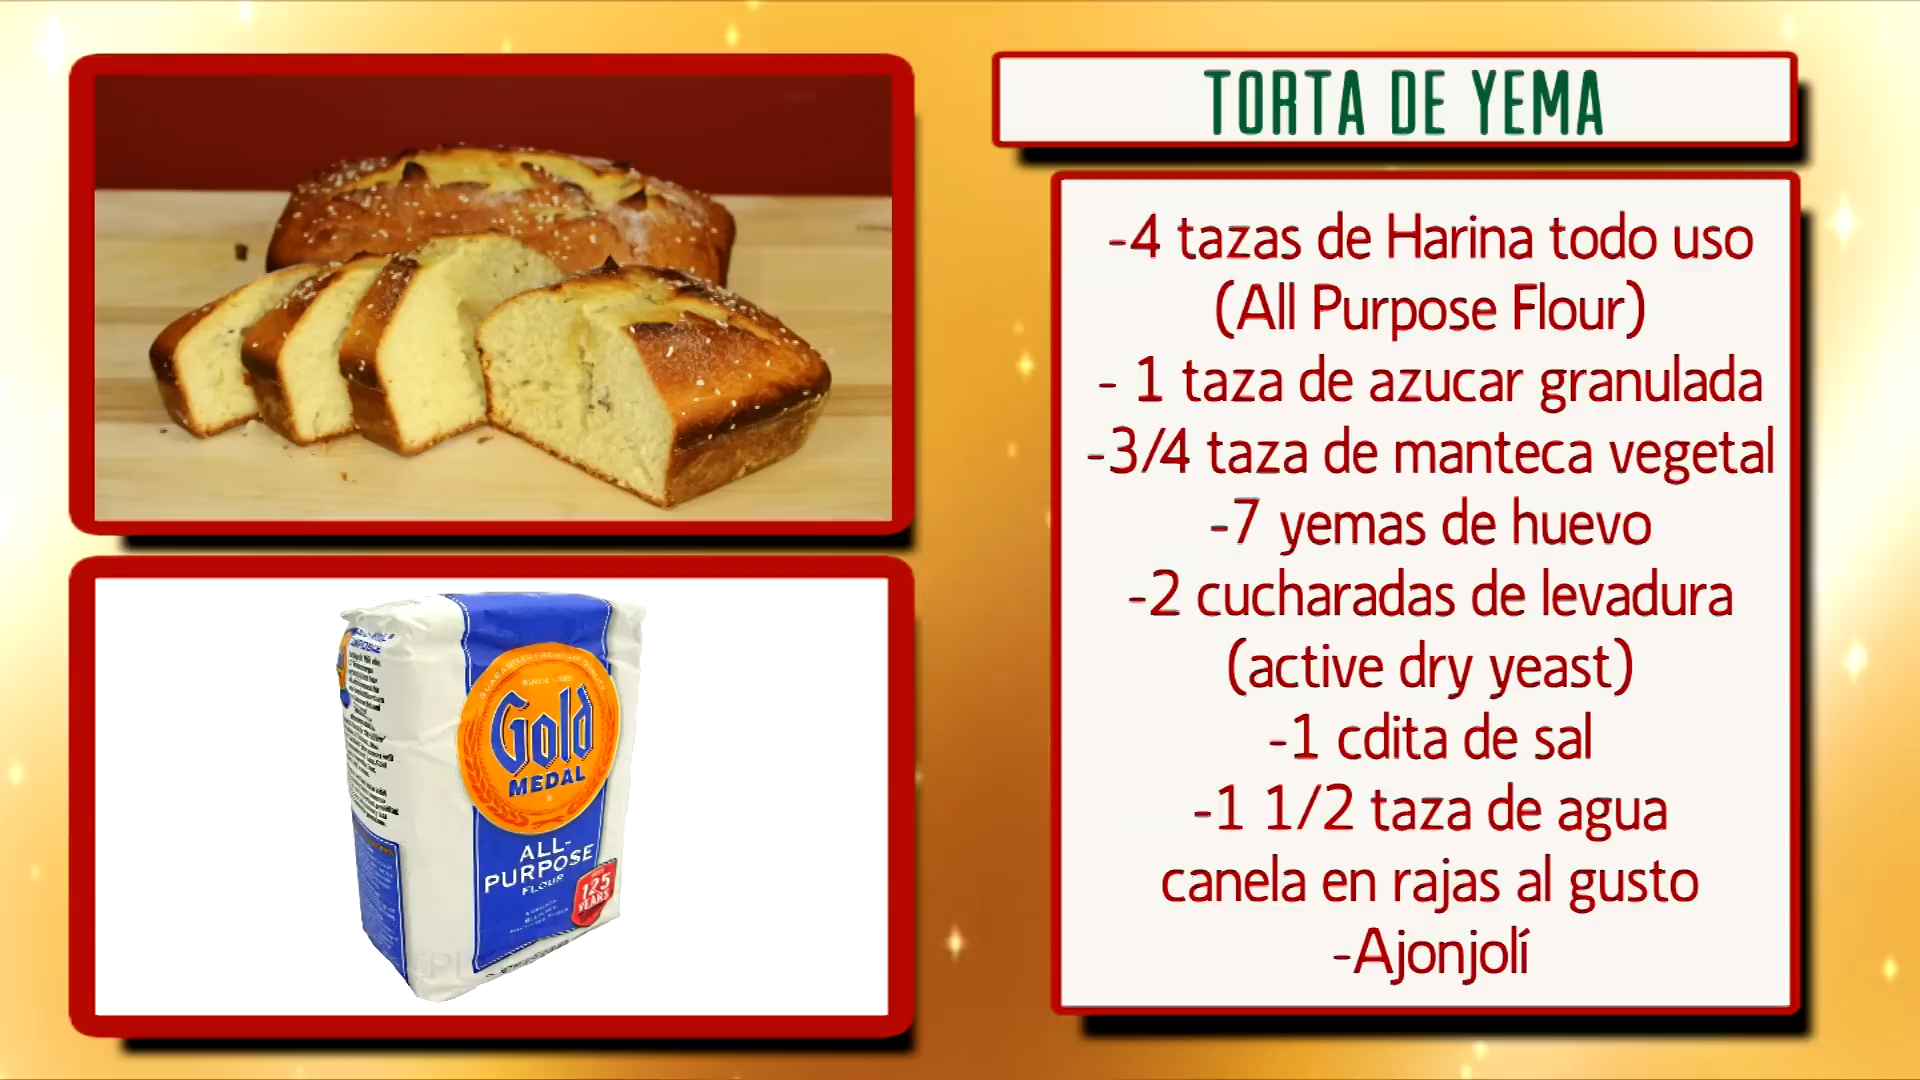 TORTA DE YEMA
-4 tazas de Harina todo uso
(All Purpose Flour)
- 1 taza de azucar granulada
-3/4 taza de manteca vegetal
-7 yemas de huevo
-2 cucharadas de levadura
(active dry yeast)
-1 cdita de sal
-1 1/2 taza de agua
canela en rajas al gusto
-Ajonjolí
Gold
MEDAL
ALL-
PURPOSE
FLOUR
125
YEARS